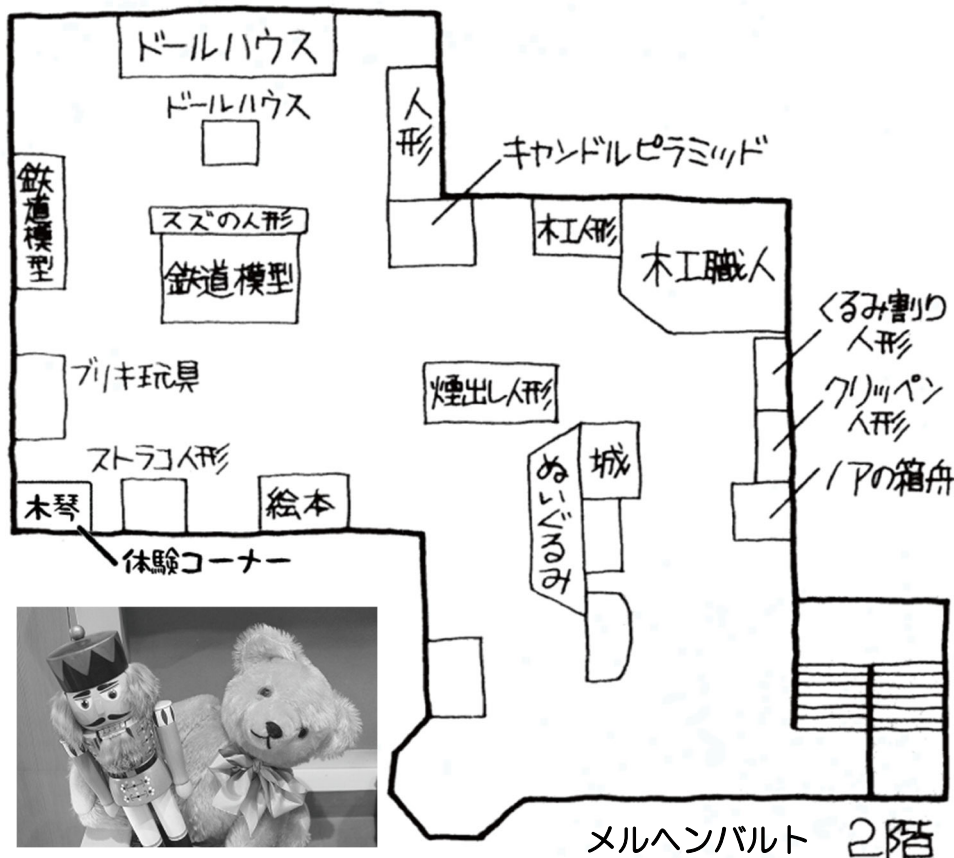 ドールハウス
ドールハウス
人形
キャンドルピラミッド
鉄道模型
スズの人形
鉄道模型
木工人形
木工職人
くるみ割り
人形
ブリキ玩具
煙出し人形
クリッペン
人形
ストラコ人形
ぬいぐるみ
城
ノアの箱舟
木琴
絵本
体験コーナー
メルヘンバルト 2階